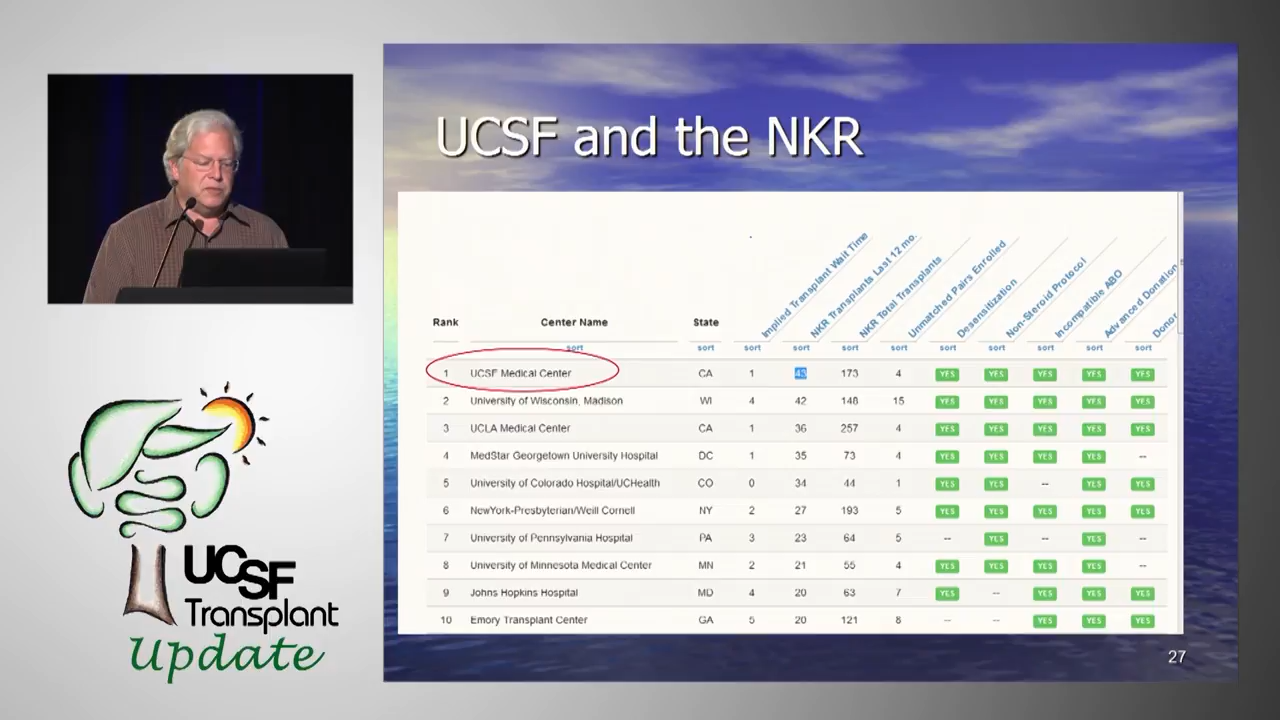 UCSF and the NKR
Implied Transplant Wait Time
NKR Transplants Last 12 mo.
NKR Total Transplants
Unmatched Pairs Enrolled
Desensitization
Non-Steroid Protocol
Incompatible ABO
Advanced Donation
Donor
Rank Center Name State
sort sort sort sort sort sort sort sort sort sort sort
1 UCSF Medical Center CA 1 43 173 4 YES YES YES YES YES
2 University of Wisconsin, Madison WI 4 42 148 15 YES YES YES YES YES
3 UCLA Medical Center CA 1 36 257 4 YES YES YES YES YES
4 MedStar Georgetown University Hospital DC 1 35 73 4 YES YES YES YES --
5 University of Colorado Hospital/UCHealth CO 0 34 44 1 YES YES -- YES YES
6 NewYork-Presbyterian/Weill Cornell NY 2 27 193 5 YES YES YES YES YES
7 University of Pennsylvania Hospital PA 3 23 64 5 -- YES -- YES --
8 University of Minnesota Medical Center MN 2 21 55 4 YES YES YES YES --
9 Johns Hopkins Hospital MD 4 20 63 7 YES -- YES YES YES
10 Emory Transplant Center GA 5 20 121 8 -- -- YES YES YES
27
UCSF
Transplant
Update